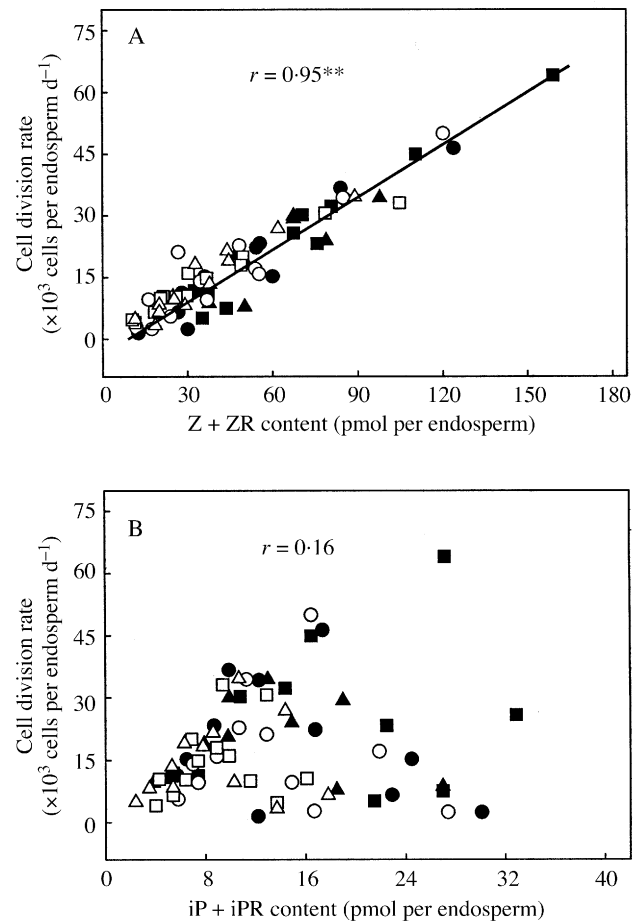 A
r = 0·95**
75
60
45
30
15
0
Cell division rate
(×10³ cells per endosperm d⁻¹)
30
60
90
120
150
180
Z + ZR content (pmol per endosperm)
B
r = 0·16
75
60
45
30
15
0
Cell division rate
(×10³ cells per endosperm d⁻¹)
0
8
16
24
32
40
iP + iPR content (pmol per endosperm)